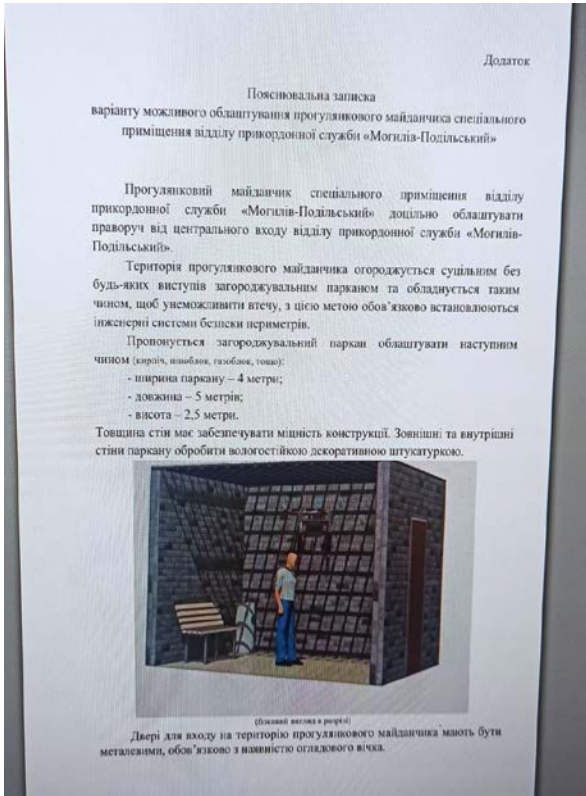 Додаток
Пояснювальна записка
варіанту можливого облаштування прогулянкового майданчика спеціального
приміщення відділу прикордонної служби «Могилів-Подільський»
Прогулянковий майданчик спеціального приміщення відділу
прикордонної служби «Могилів-Подільський» доцільно облаштувати
праворуч від центрального входу відділу прикордонної служби «Могилів-
Подільський».
Територія прогулянкового майданчика огороджується суцільним без
будь-яких виступів загороджувальним парканом та обладнується таким
чином, щоб унеможливити втечу, з цією метою обов’язково встановлюються
інженерні системи безпеки периметрів.
Пропонується загороджувальний паркан облаштувати наступним
чином (кирпіч, шлоблок, газоблок, тощо):
- ширина паркану – 4 метри;
- довжина – 5 метрів;
- висота – 2,5 метри.
Товщина стін має забезпечувати міцність конструкції. Зовнішні та внутрішні
стіни паркану обробити вологостійкою декоративною штукатуркою.
(боковий вигляд в розрізі)
Двері для входу на територію прогулянкового майданчика мають бути
металевими, обов’язково з наявністю оглядового вічка.